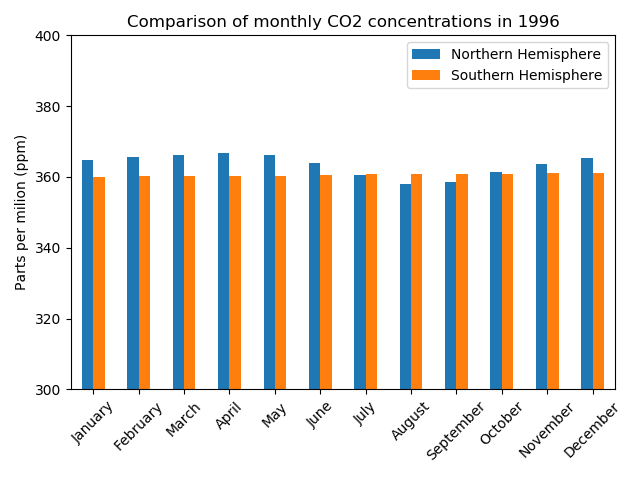 Comparison of monthly CO2 concentrations in 1996
400
380
360
340
320
300
Parts per milion (ppm)
Northern Hemisphere
Southern Hemisphere
January
February
March
April
May
June
July
August
September
October
November
December